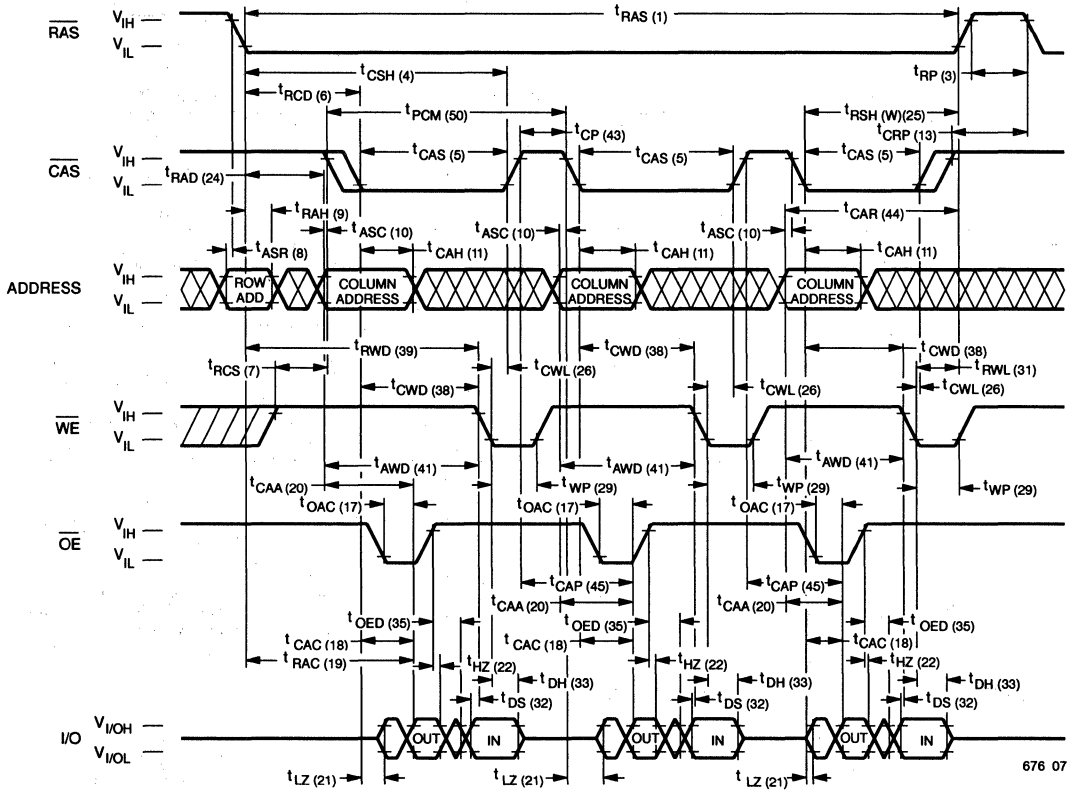 RAS
VIH
VIL
tRAS (1)
tCSH (4)
tRP (3)
tRCD (6)
tPCM (50)
tRSH (W)(25)
tCP (43)
tCRP (13)
CAS
VIH
VIL
tCAS (5)
tCAS (5)
tCAS (5)
tRAD (24)
tCAR (44)
tRAH (9)
tASC (10)
tASC (10)
tASC (10)
tASR (8)
tCAH (11)
tCAH (11)
tCAH (11)
ADDRESS
VIH
VIL
ROW ADD
COLUMN ADDRESS
COLUMN ADDRESS
COLUMN ADDRESS
tRWD (39)
tCWD (38)
tCWD (38)
tRCS (7)
tCWL (26)
tRWL (31)
tCWD (38)
tCWL (26)
tCWL (26)
WE
VIH
VIL
tAWD (41)
tAWD (41)
tAWD (41)
tCAA (20)
tWP (29)
tWP (29)
tWP (29)
tOAC (17)
tOAC (17)
tOAC (17)
OE
VIH
VIL
tCAP (45)
tCAP (45)
tCAA (20)
tCAA (20)
tOED (35)
tOED (35)
tOED (35)
tCAC (18)
tCAC (18)
tCAC (18)
tRAC (19)
tHZ (22)
tHZ (22)
tHZ (22)
tDH (33)
tDH (33)
tDH (33)
tDS (32)
tDS (32)
tDS (32)
I/O
VI/OH
VI/OL
OUT
IN
OUT
IN
OUT
IN
tLZ (21)
tLZ (21)
tLZ (21)
676 07